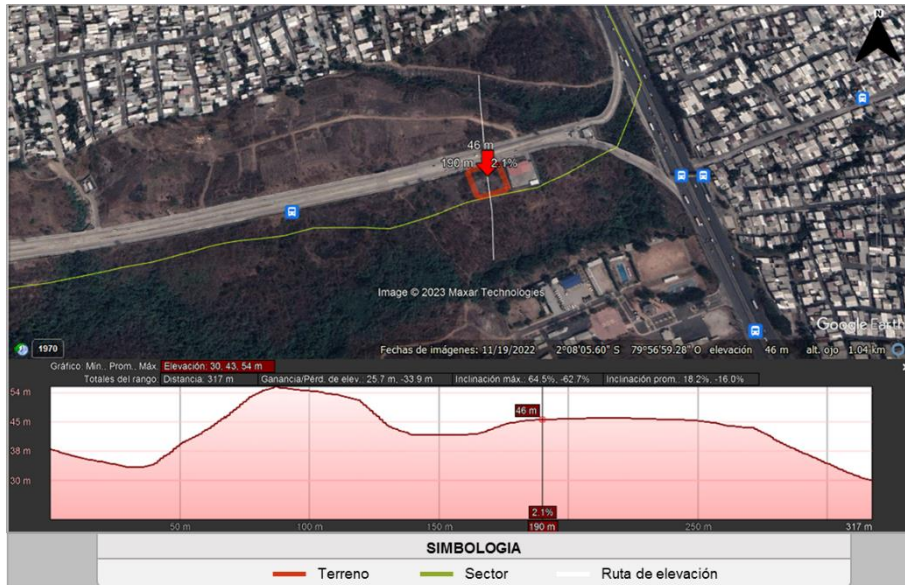 N
46 m
190 m 2.1%
Image © 2023 Maxar Technologies
Google Earth
1970
Fechas de imágenes: 11/19/2022 2°08'05.60" S 79°56'59.28" O elevación 46 m alt. ojo 1.04 km
Gráfico: Mín., Prom., Máx. Elevación: 30, 43, 54 m
Totales del rango: Distancia: 317 m Ganancia/Pérd. de elev.: 25.7 m, -33.9 m Inclinación máx.: 64.5%, -62.7% Inclinación prom.: 18.2%, -16.0%
54 m
45 m
38 m
30 m
46 m
2.1%
50 m 100 m 150 m 190 m 250 m 317 m
SIMBOLOGIA
Terreno Sector Ruta de elevación